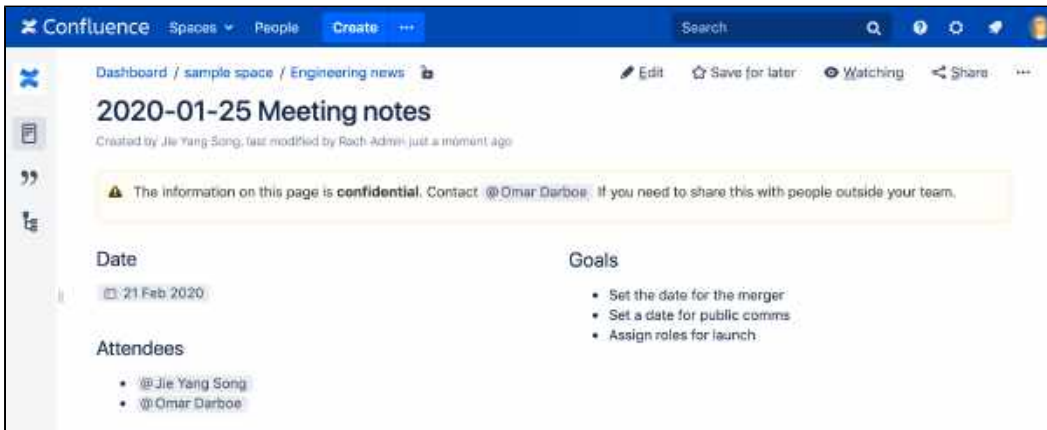 Confluence Spaces People Create ... Search
Dashboard / sample space / Engineering news Edit Save for later Watching Share ...
2020-01-25 Meeting notes
Created by Jie Yang Song, last modified by Rach Admin just a moment ago
The information on this page is confidential. Contact @Omar Darboe If you need to share this with people outside your team.
Date
21 Feb 2020
Attendees
• @Jie Yang Song
• @Omar Darboe
Goals
• Set the date for the merger
• Set a date for public comms
• Assign roles for launch